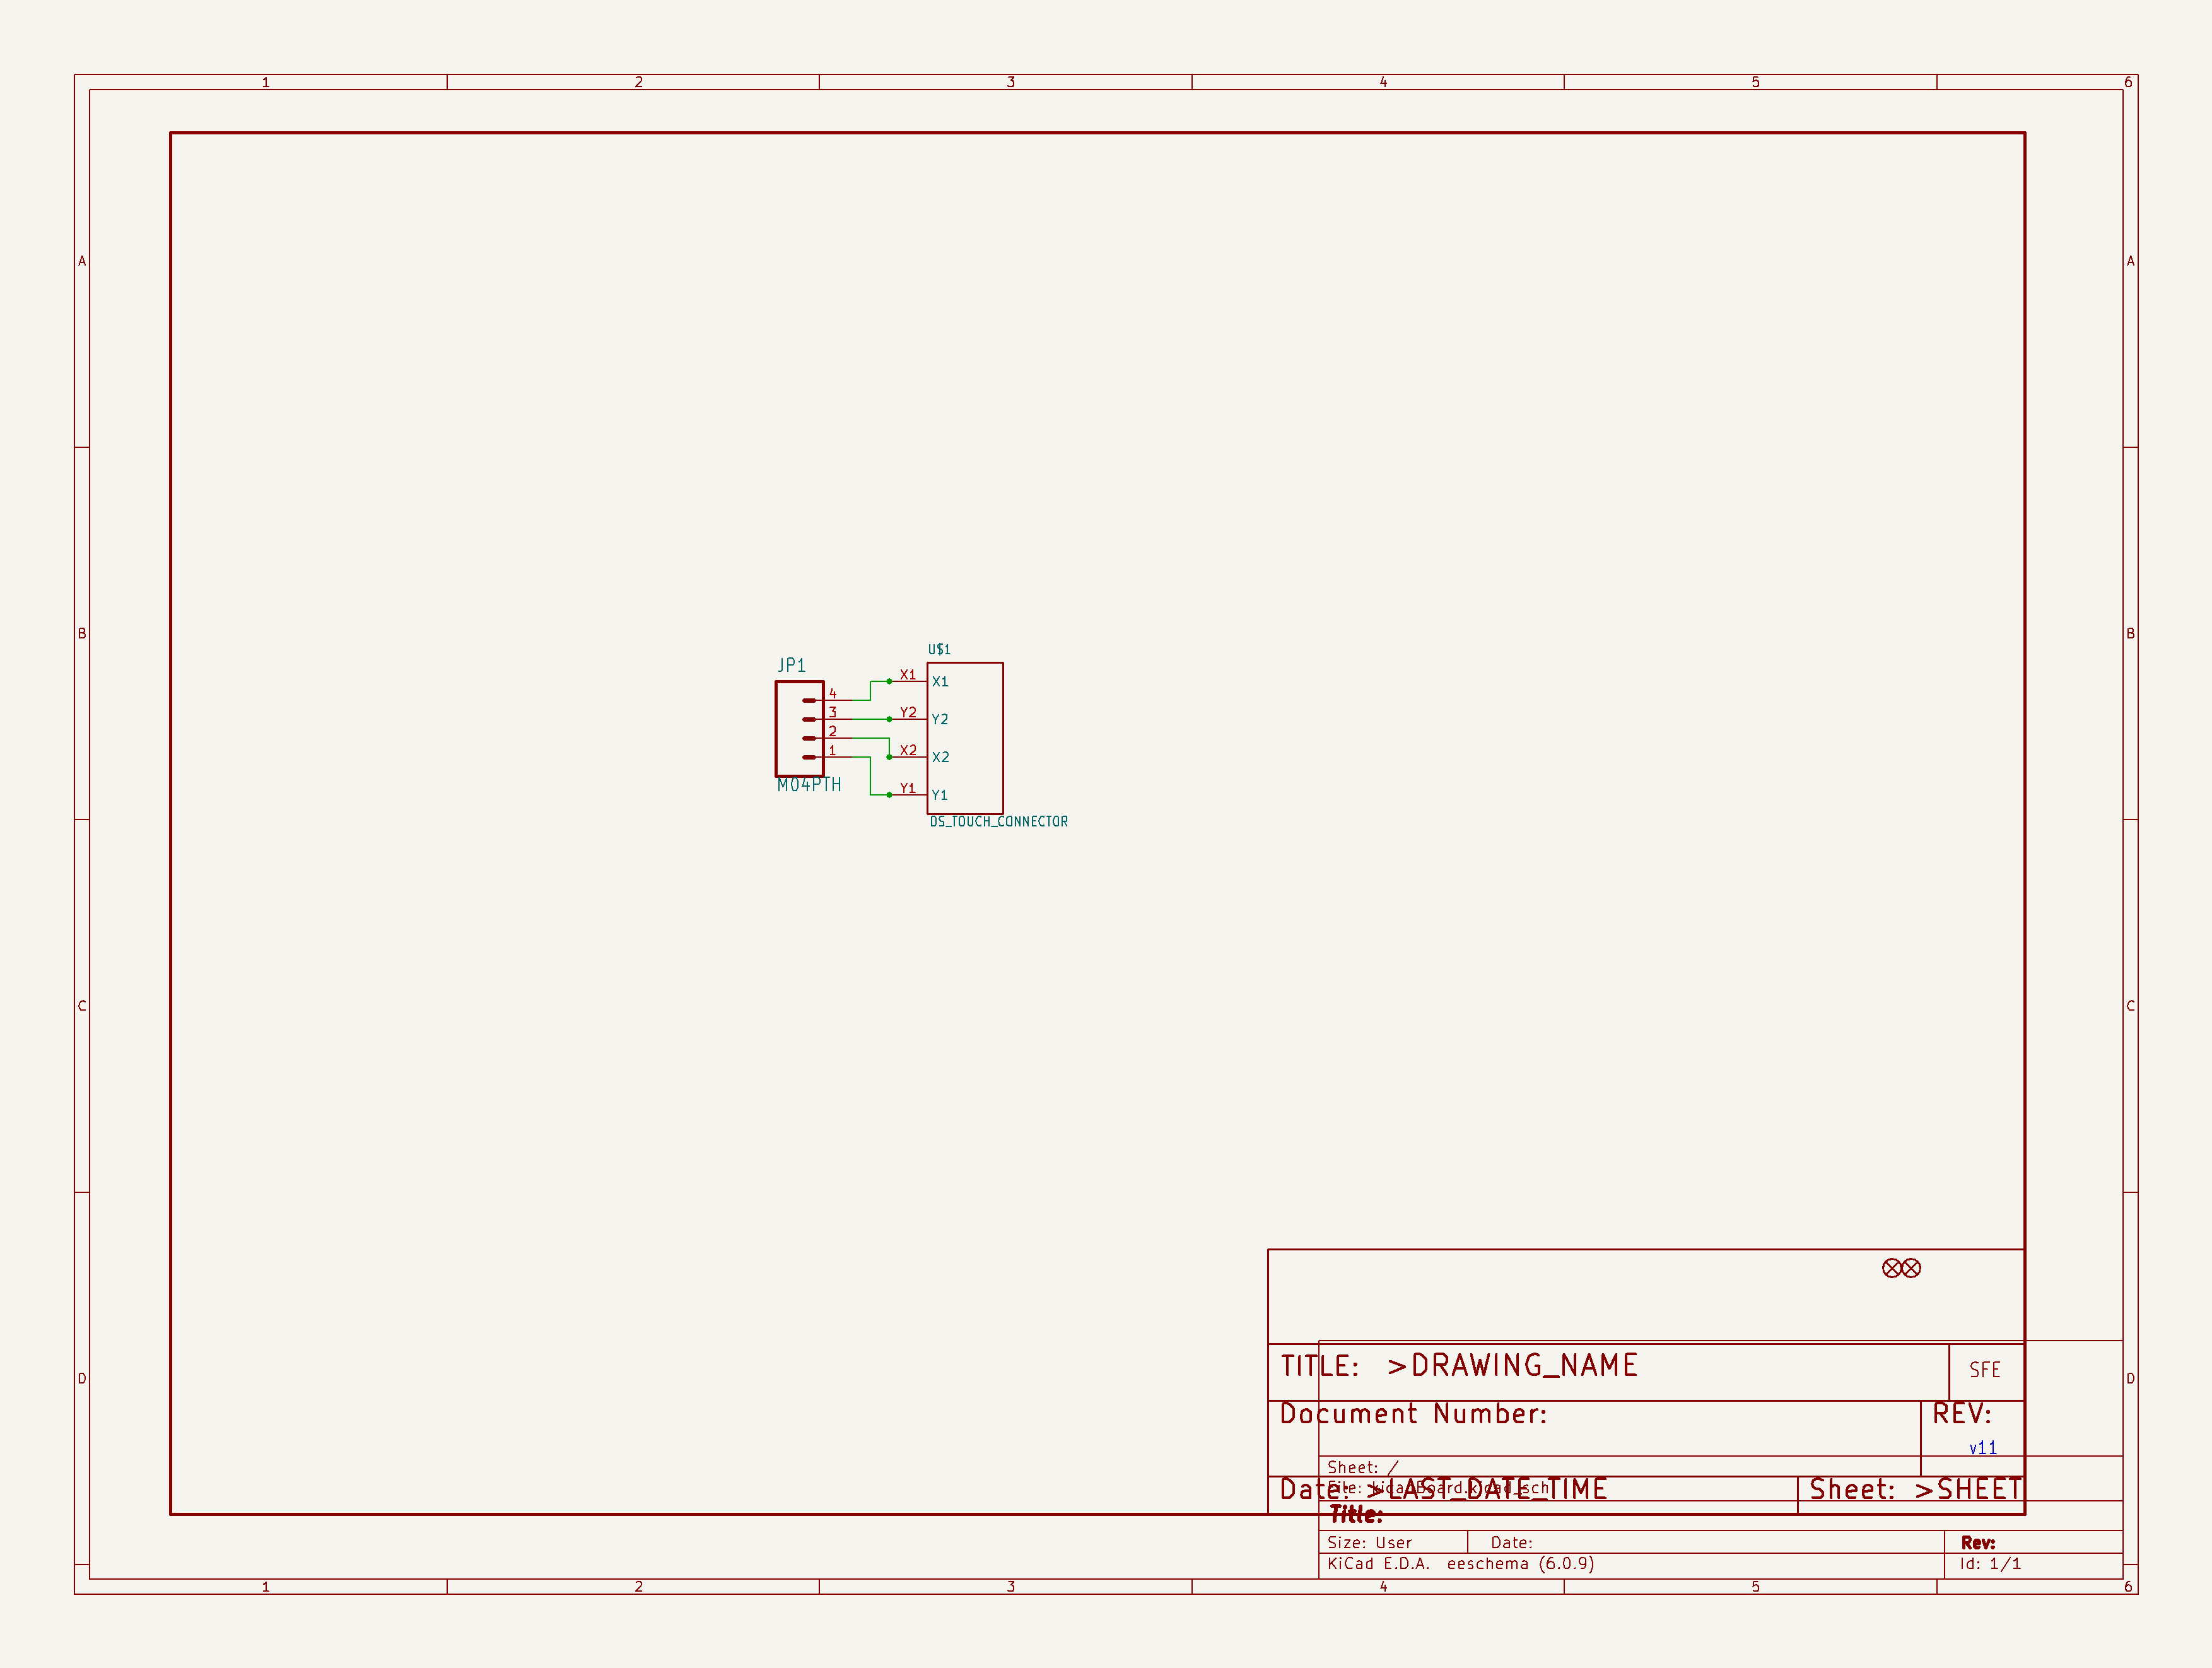 1 2 3 4 5 6
A A
B B
U$1
JP1
X1 X1
4
3 Y2 Y2
2
1 X2 X2
M04PTH
Y1 Y1
DS_TOUCH_CONNECTOR
C C
TITLE: >DRAWING_NAME SFE
D D
Document Number: REV:
v11
Sheet: /
File: kicadBoard.kicad_sch
Date: >LAST_DATE_TIME Sheet: >SHEET
Title:
Size: User Date: Rev:
KiCad E.D.A. eeschema (6.0.9) Id: 1/1
1 2 3 4 5 6